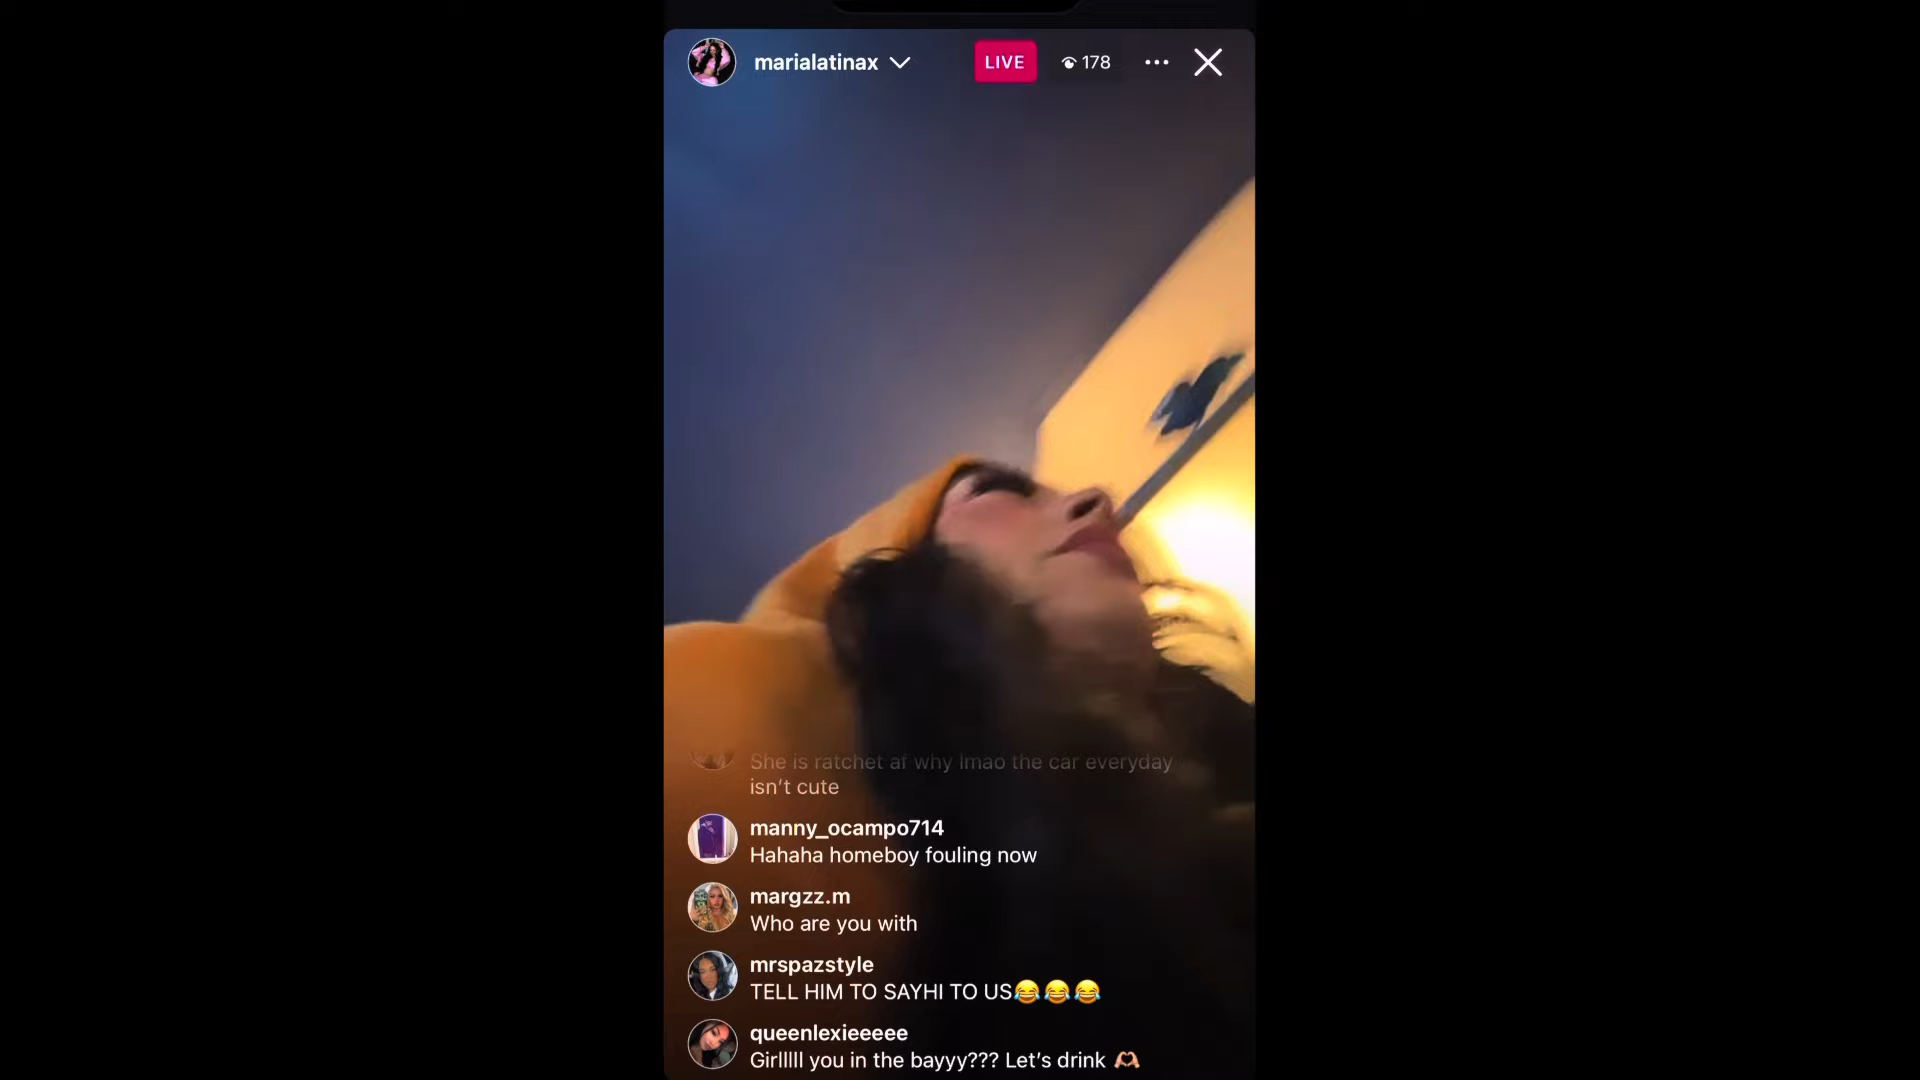 marialatinax
LIVE
178
She is ratchet af why lmao the car everyday
isn’t cute
manny_ocampo714
Hahaha homeboy fouling now
margzz.m
Who are you with
mrspazstyle
TELL HIM TO SAYHI TO US😂😂😂
queenlexieeeee
Girlllll you in the bayyy??? Let’s drink 🫶🏼